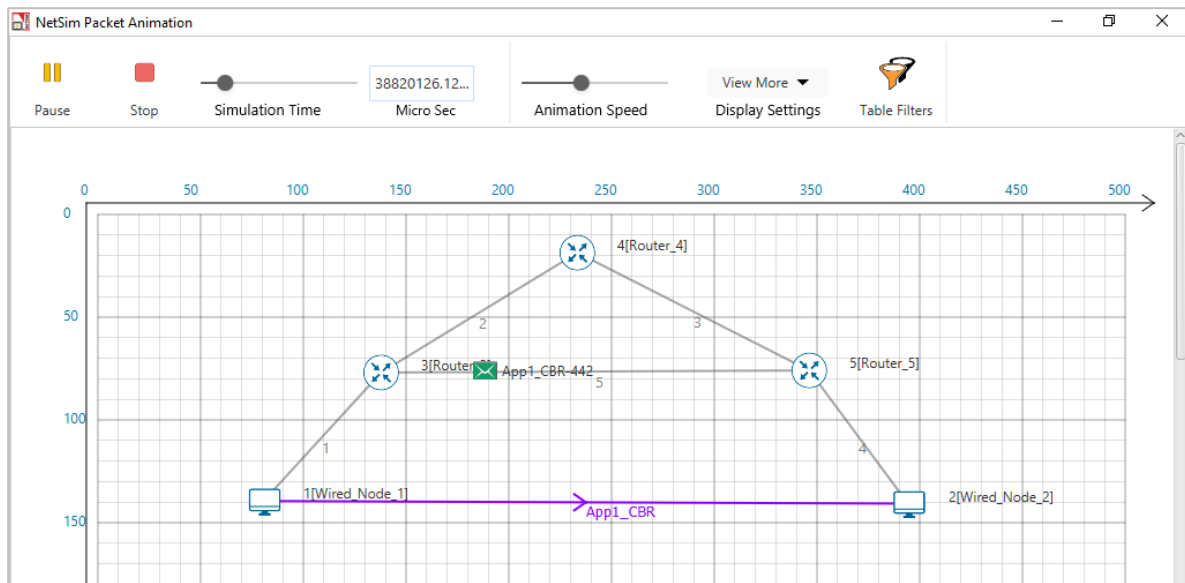 NetSim Packet Animation
38820126.12...
View More
Pause
Stop
Simulation Time
Micro Sec
Animation Speed
Display Settings
Table Filters
0 50 100 150 200 250 300 350 400 450 500
0
4[Router_4]
50
2
3
3[Router
App1_CBR-442
5
5[Router_5]
100
1
4
1[Wired_Node_1]
2[Wired_Node_2]
App1_CBR
150